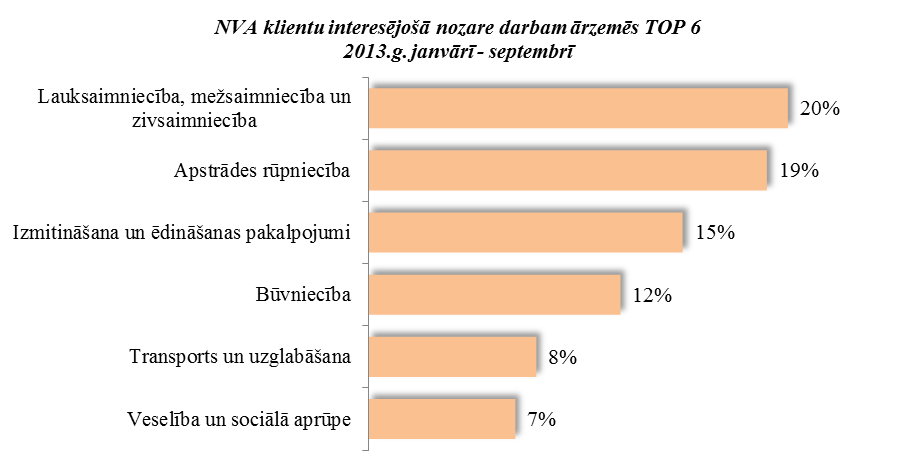 NVA klientu interesējošā nozare darbam ārzemēs TOP 6
2013.g. janvārī - septembrī
Lauksaimniecība, mežsaimniecība un
zivsaimniecība
20%
Apstrādes rūpniecība
19%
Izmitināšana un ēdināšanas pakalpojumi
15%
Būvniecība
12%
Transports un uzglabāšana
8%
Veselība un sociālā aprūpe
7%